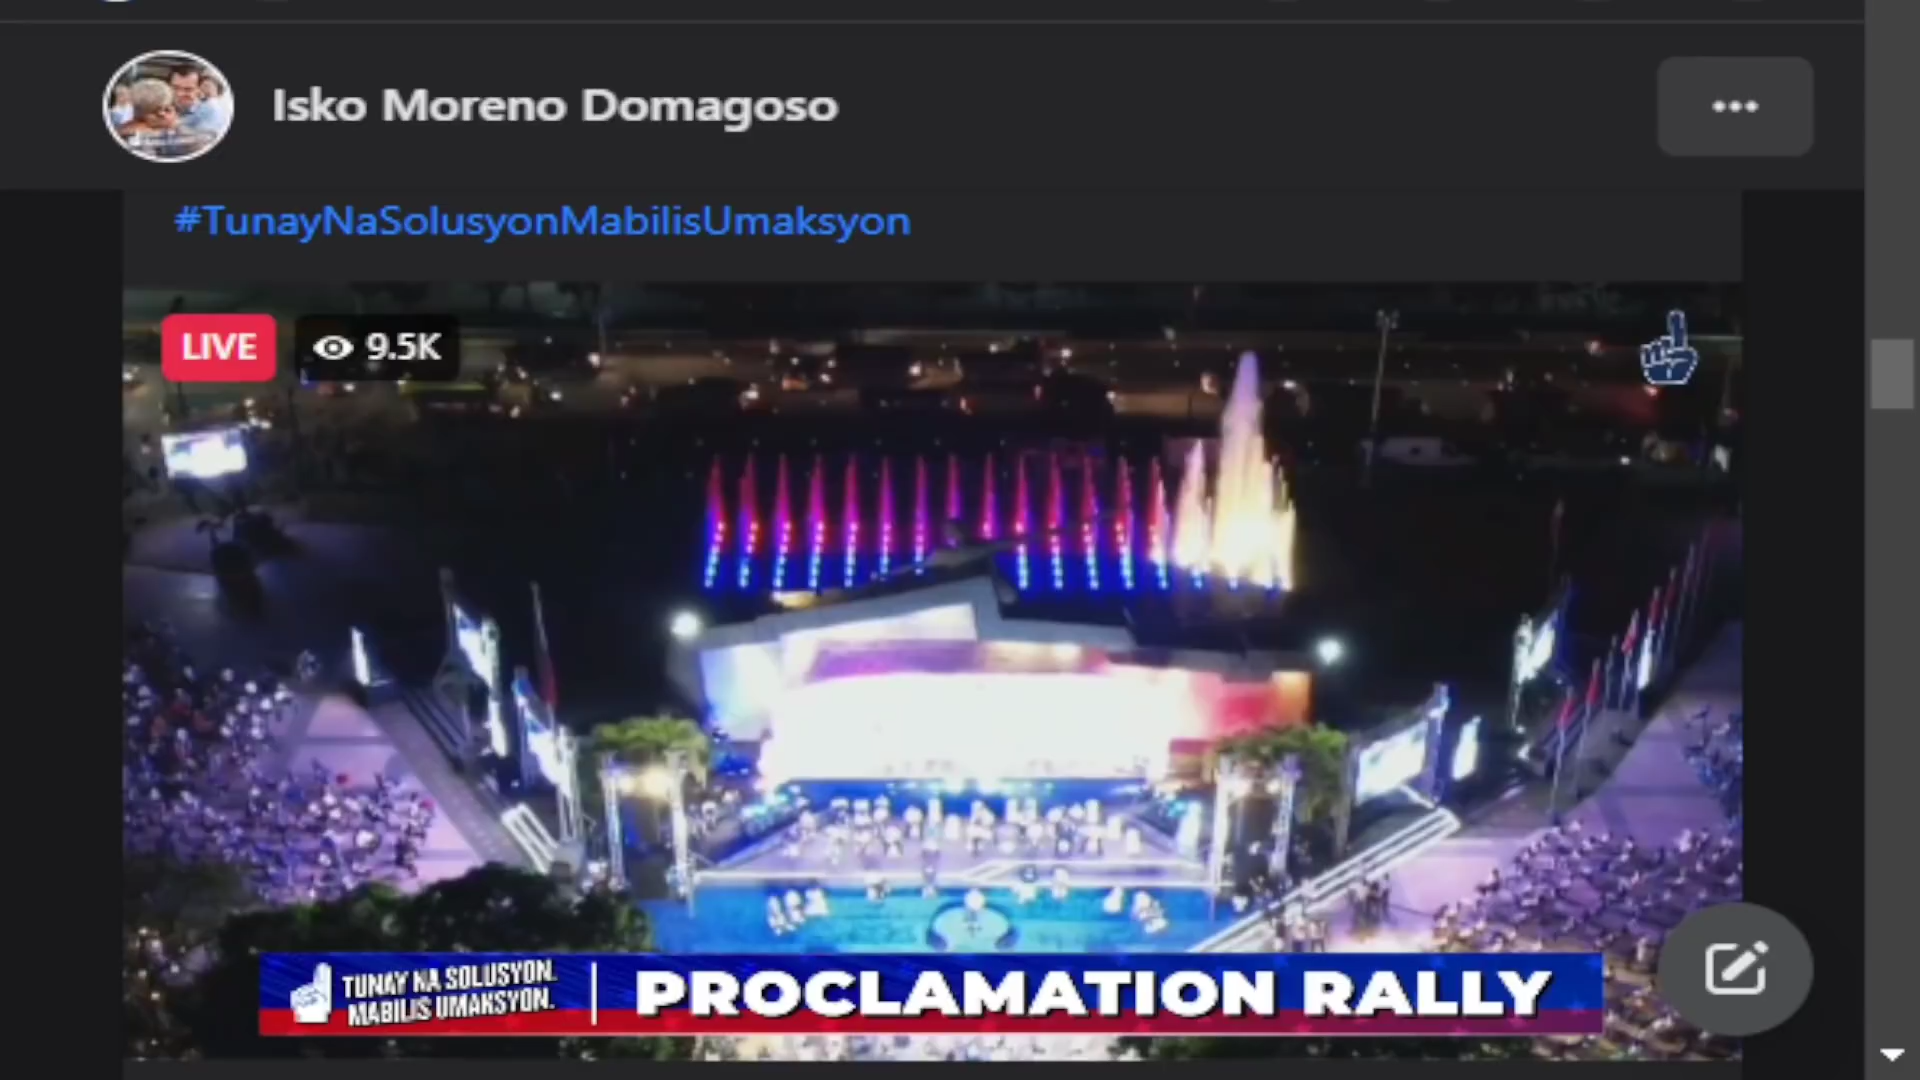 Isko Moreno Domagoso
#TunayNaSolusyonMabilisUmaksyon
LIVE
9.5K
TUNAY NA SOLUSYON.
MABILIS UMAKSYON.
PROCLAMATION RALLY